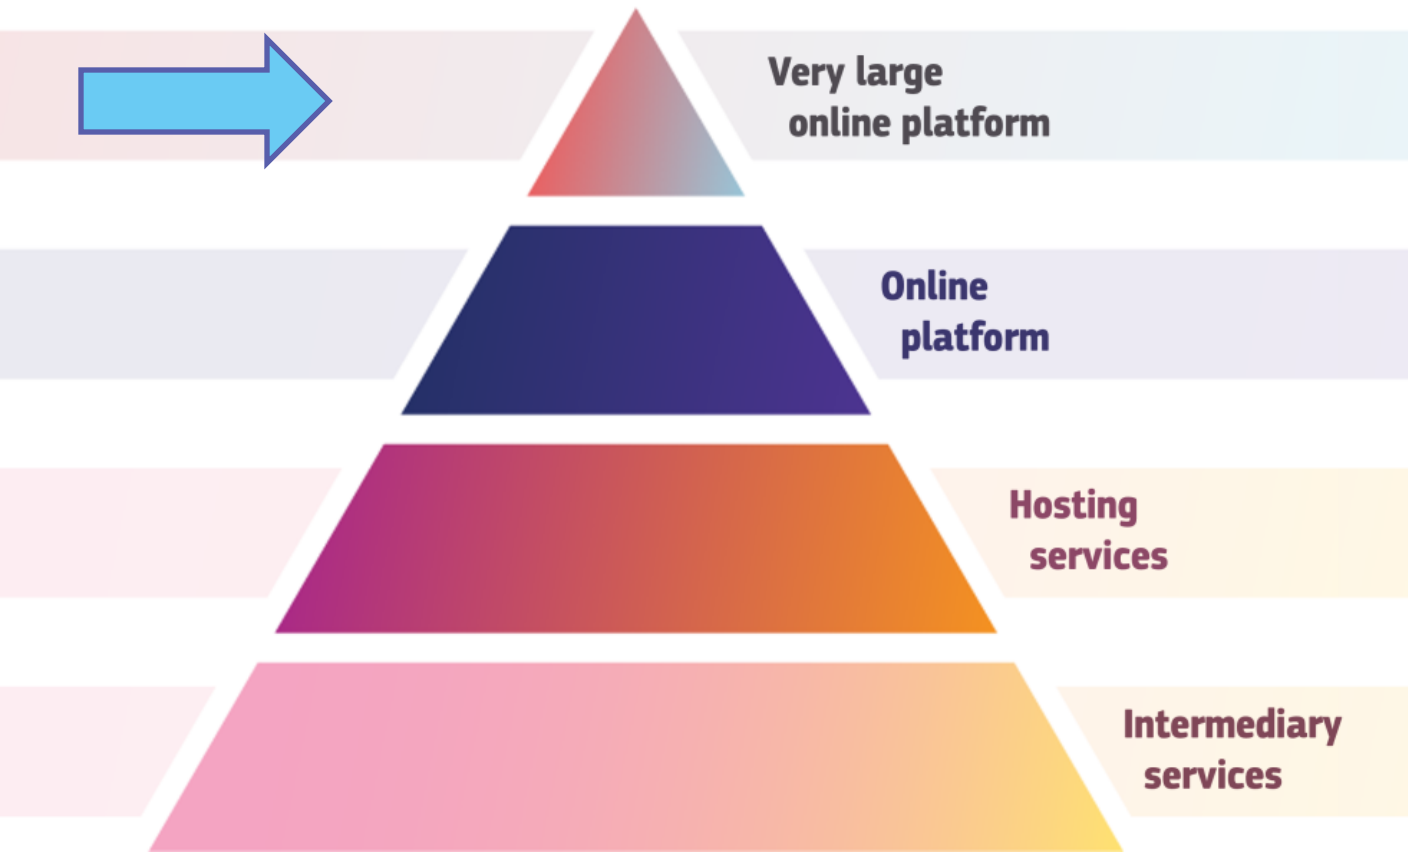 Very large
online platform
Online
platform
Hosting
services
Intermediary
services